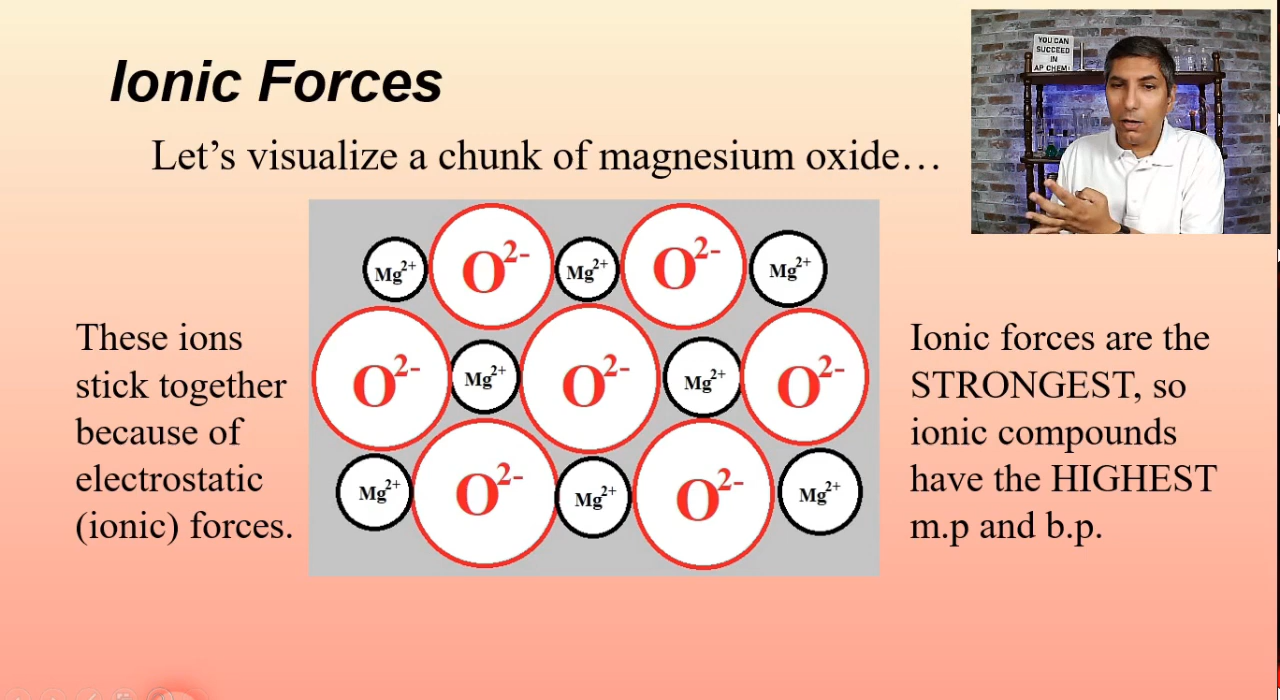 Ionic Forces
Let’s visualize a chunk of magnesium oxide…
YOU CAN
SUCCEED
IN
AP CHEM!
These ions
stick together
because of
electrostatic
(ionic) forces.
Mg²⁺ O²⁻ Mg²⁺ O²⁻ Mg²⁺
O²⁻ Mg²⁺ O²⁻ Mg²⁺ O²⁻
Mg²⁺ O²⁻ Mg²⁺ O²⁻ Mg²⁺
Ionic forces are the
STRONGEST, so
ionic compounds
have the HIGHEST
m.p and b.p.